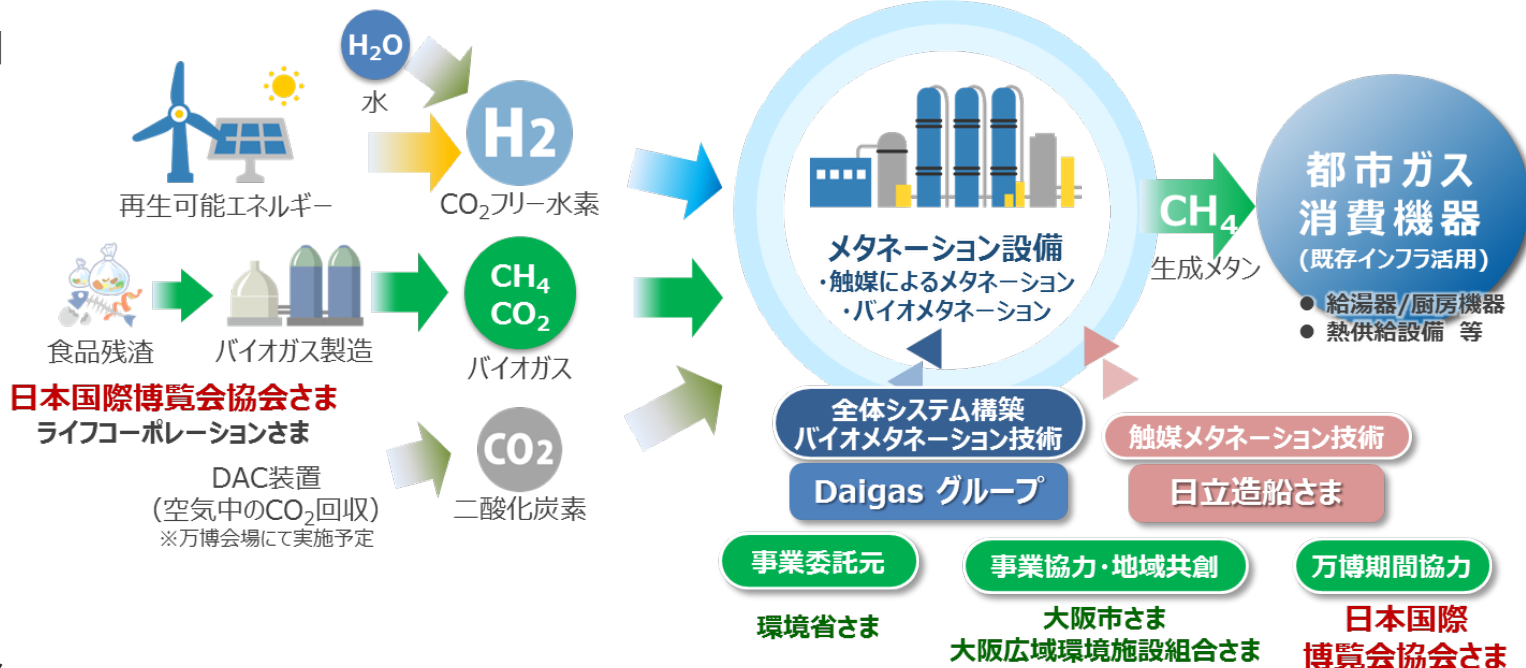 H₂O
水
H2
CO₂フリー水素
再生可能エネルギー
食品残渣
バイオガス製造
CH₄
CO₂
バイオガス
日本国際博覧会協会さま
ライフコーポレーションさま
DAC装置
(空気中のCO₂回収)
※万博会場にて実施予定
CO₂
二酸化炭素
メタネーション設備
・触媒によるメタネーション
・バイオメタネーション
CH₄
生成メタン
都市ガス
消費機器
(既存インフラ活用)
● 給湯器/厨房機器
● 熱供給設備 等
全体システム構築
バイオメタネーション技術
Daigas グループ
触媒メタネーション技術
日立造船さま
事業委託元
環境省さま
事業協力・地域共創
大阪市さま
大阪広域環境施設組合さま
万博期間協力
日本国際
博覧会協会さま